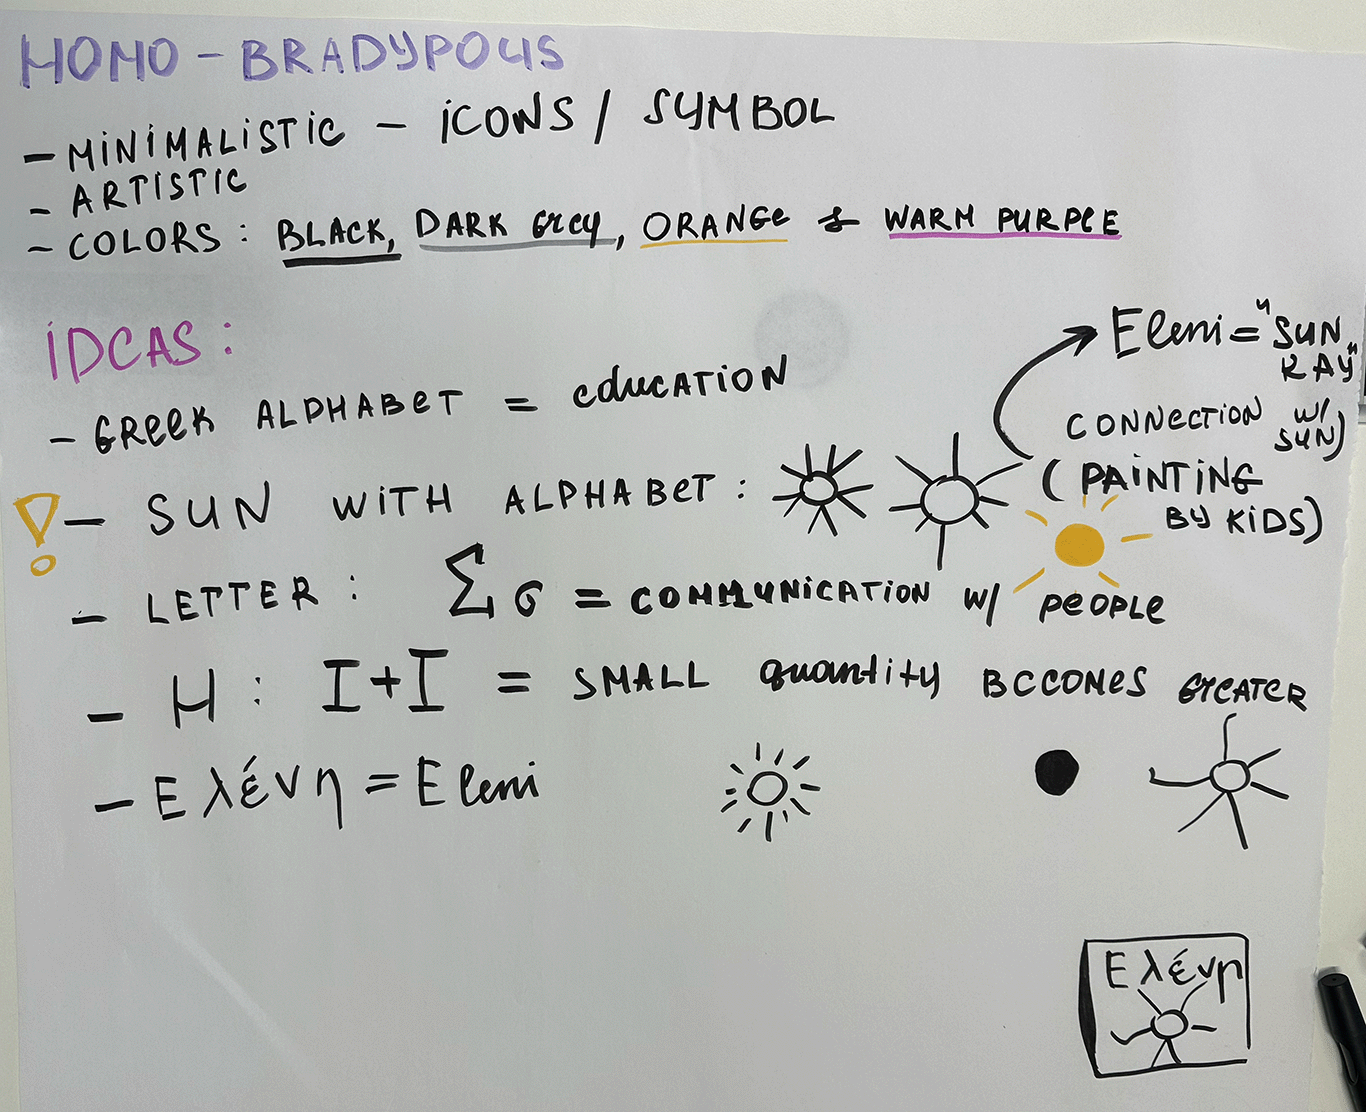 HOMO - BRADYPOUS
- MINIMALISTIC - ICONS / SYMBOL
- ARTISTIC
- COLORS : BLACK, DARK GREY, ORANGE & WARM PURPLE
IDEAS :
- GREEK ALPHABET = EDUCATION
Eleni = "SUN RAY"
CONNECTION W/ SUN)
! - SUN WITH ALPHABET :
( PAINTING BY KIDS)
- LETTER : Σσ = COMMUNICATION W/ PEOPLE
- H : I + I = SMALL quantity BECOMES GREATER
- Ελένη = Eleni
Ελένη